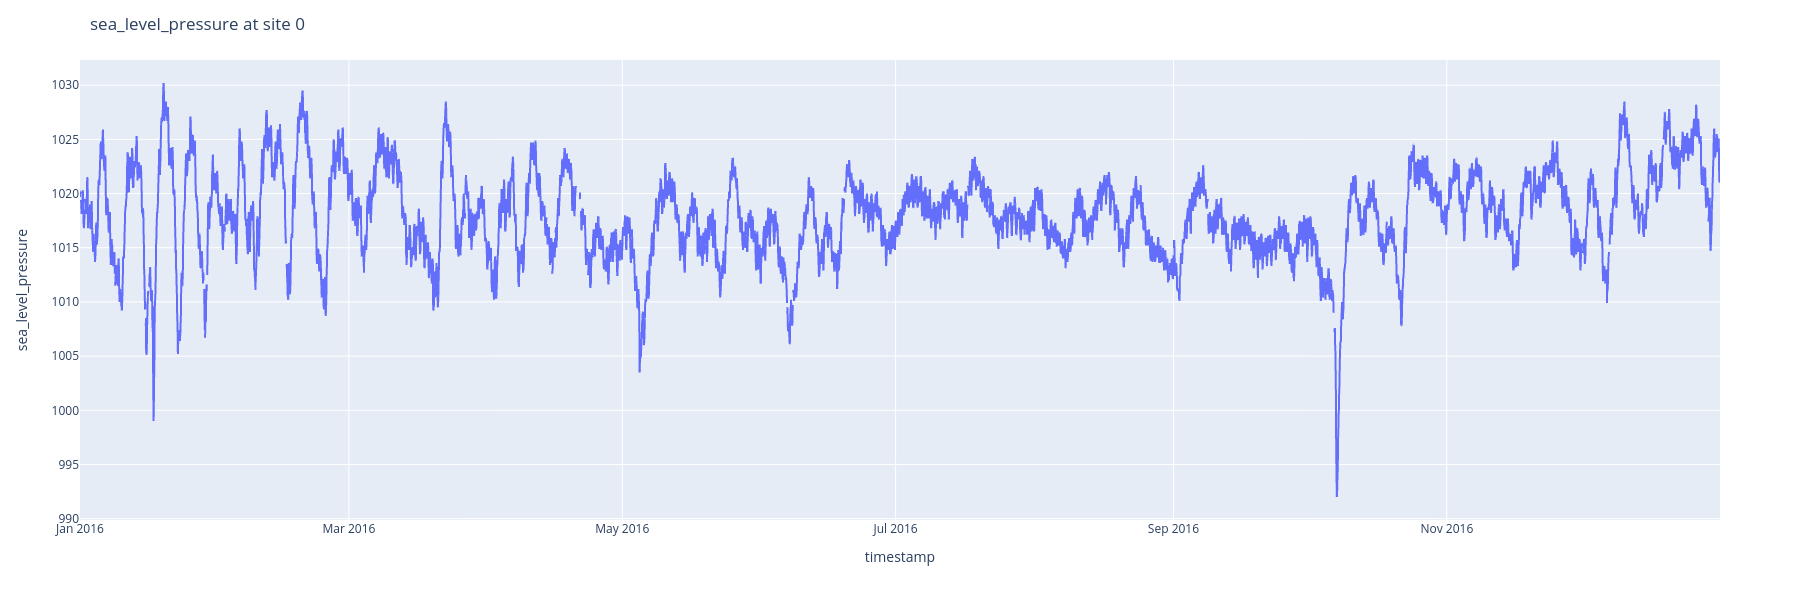 sea_level_pressure at site 0
sea_level_pressure
1030
1025
1020
1015
1010
1005
1000
995
990
Jan 2016
Mar 2016
May 2016
Jul 2016
Sep 2016
Nov 2016
timestamp